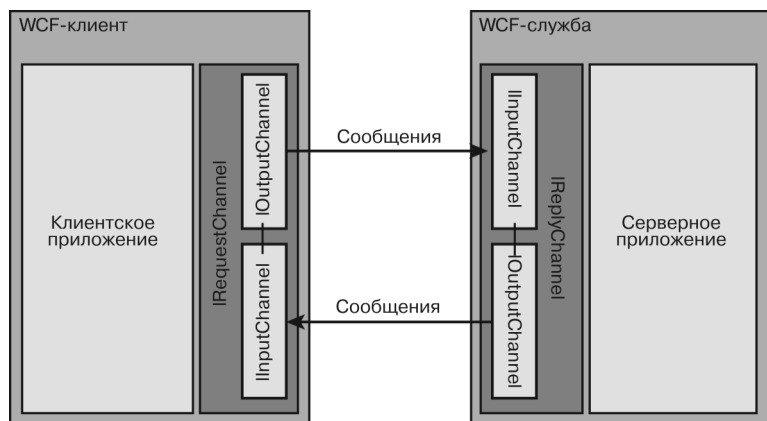 WCF-клиент
Клиентское
приложение
IRequestChannel
IOutputChannel
IInputChannel
Сообщения
Сообщения
WCF-служба
IInputChannel
IOutputChannel
IReplyChannel
Серверное
приложение